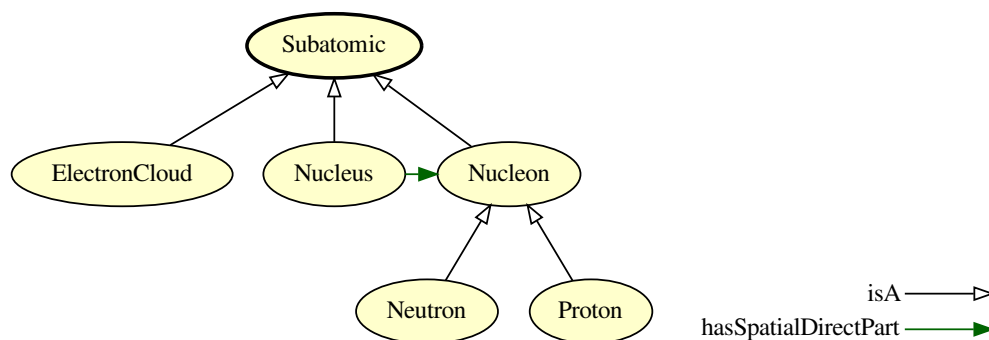 Subatomic
ElectronCloud
Nucleus
Nucleon
Neutron
Proton
isA
hasSpatialDirectPart